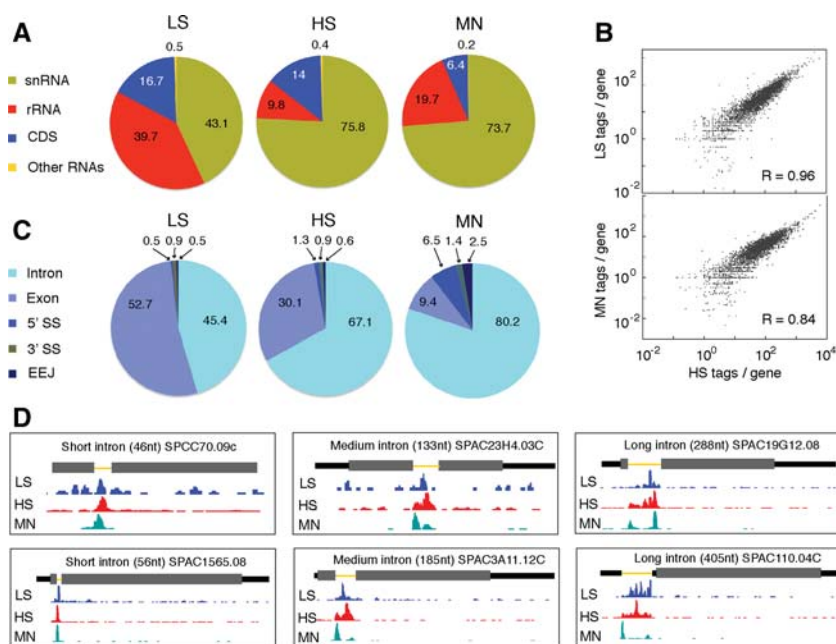 A
LS
HS
MN
0.5
0.4
0.2
snRNA
rRNA
CDS
Other RNAs
16.7
39.7
43.1
14
9.8
75.8
6.4
19.7
73.7
B
LS tags / gene
10²
10⁰
10⁻²
R = 0.96
MN tags / gene
10²
10⁰
10⁻²
R = 0.84
10⁻² 10⁰ 10² 10⁴
HS tags / gene
C
LS
HS
MN
0.5 0.9 0.5
1.3 0.9 0.6
6.5 1.4 2.5
Intron
Exon
5' SS
3' SS
EEJ
52.7
45.4
30.1
67.1
9.4
80.2
D
Short intron (46nt) SPCC70.09c
LS
HS
MN
Medium intron (133nt) SPAC23H4.03C
LS
HS
MN
Long intron (288nt) SPAC19G12.08
LS
HS
MN
Short intron (56nt) SPAC1565.08
LS
HS
MN
Medium intron (185nt) SPAC3A11.12C
LS
HS
MN
Long intron (405nt) SPAC110.04C
LS
HS
MN